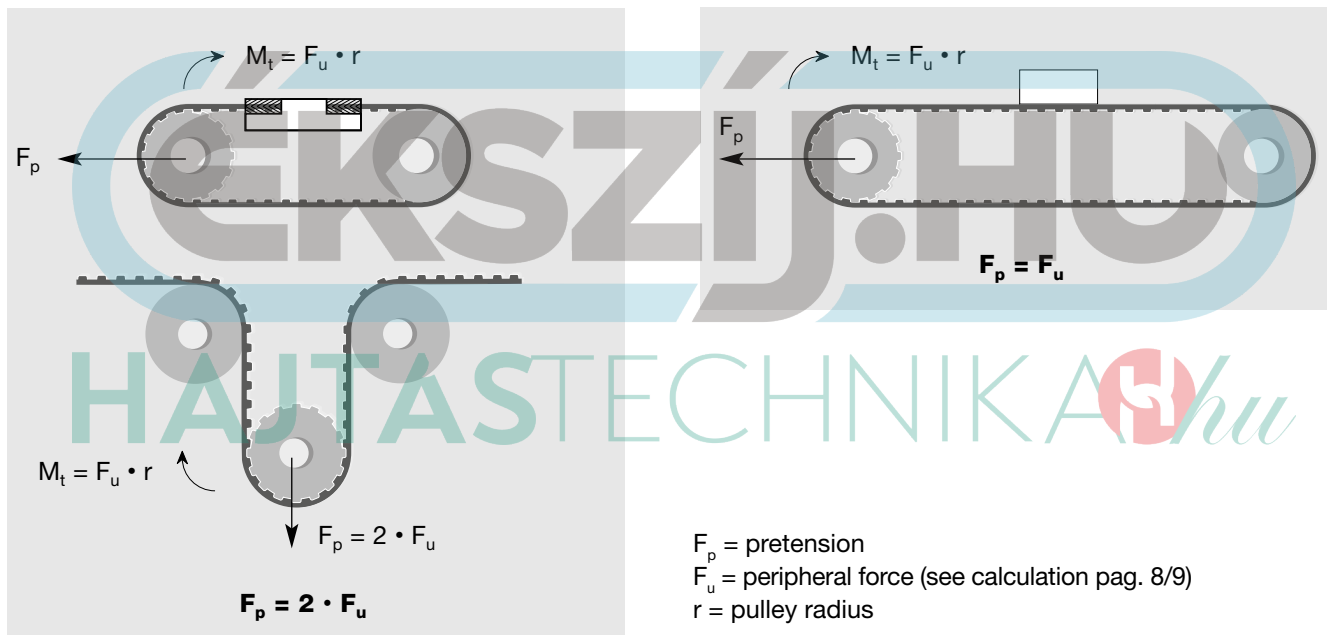 Mt = Fu • r
Fp
Mt = Fu • r
Fp = 2 • Fu
Fp = 2 • Fu
Mt = Fu • r
Fp
Fp = Fu
ÉKSZÍJ.HU
HAJTÁSTECHNIKA.hu
Fp = pretension
Fu = peripheral force (see calculation pag. 8/9)
r = pulley radius